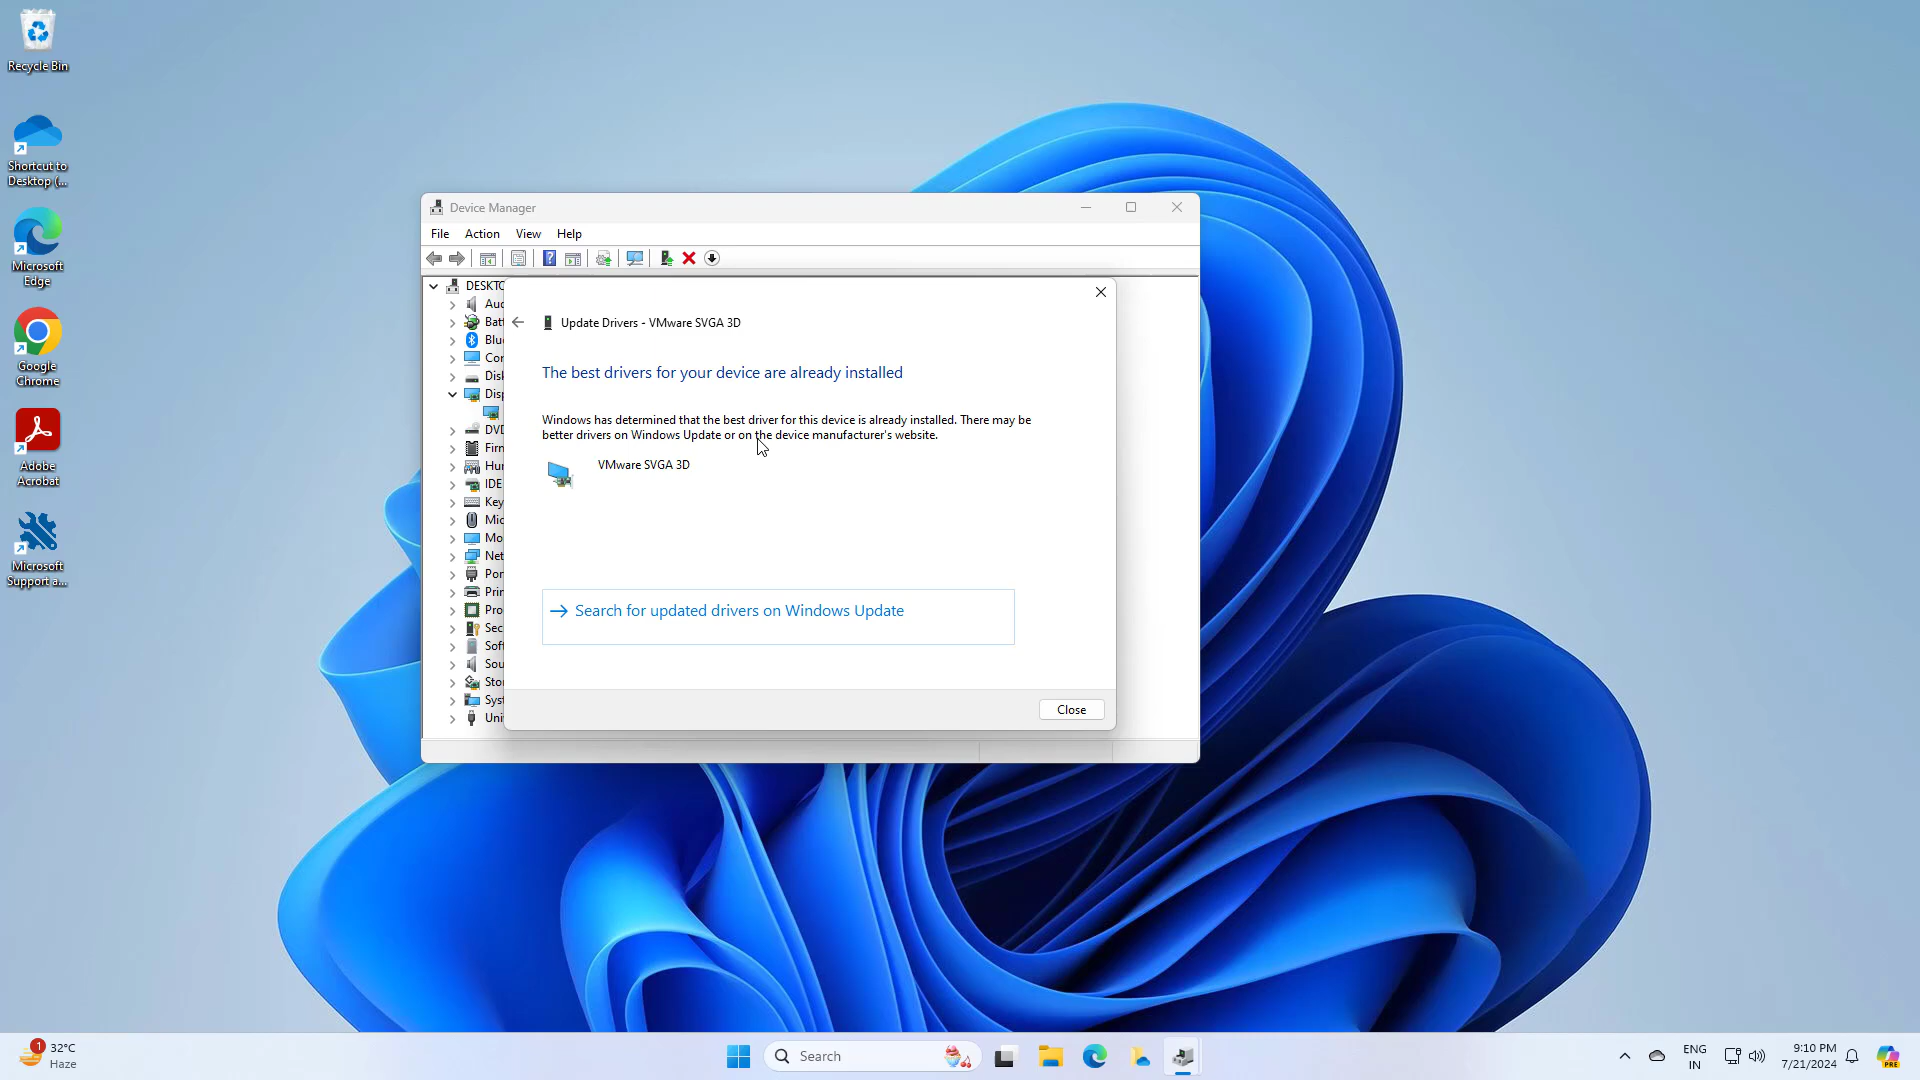 Recycle Bin
Shortcut to
Desktop (...
Microsoft
Edge
Google
Chrome
Adobe
Acrobat
Microsoft
Support a...
Device Manager
File Action View Help
DESKTO
Aud
Batt
Blu
Con
Disk
Disp
DVD
Firn
Hur
IDE
Key
Mic
Mo
Net
Por
Prin
Pro
Sec
Soft
Sou
Stor
Syst
Uni
Update Drivers - VMware SVGA 3D
The best drivers for your device are already installed
Windows has determined that the best driver for this device is already installed. There may be
better drivers on Windows Update or on the device manufacturer's website.
VMware SVGA 3D
Search for updated drivers on Windows Update
Close
1
32°C
Haze
Search
ENG
IN
9:10 PM
7/21/2024
PRE